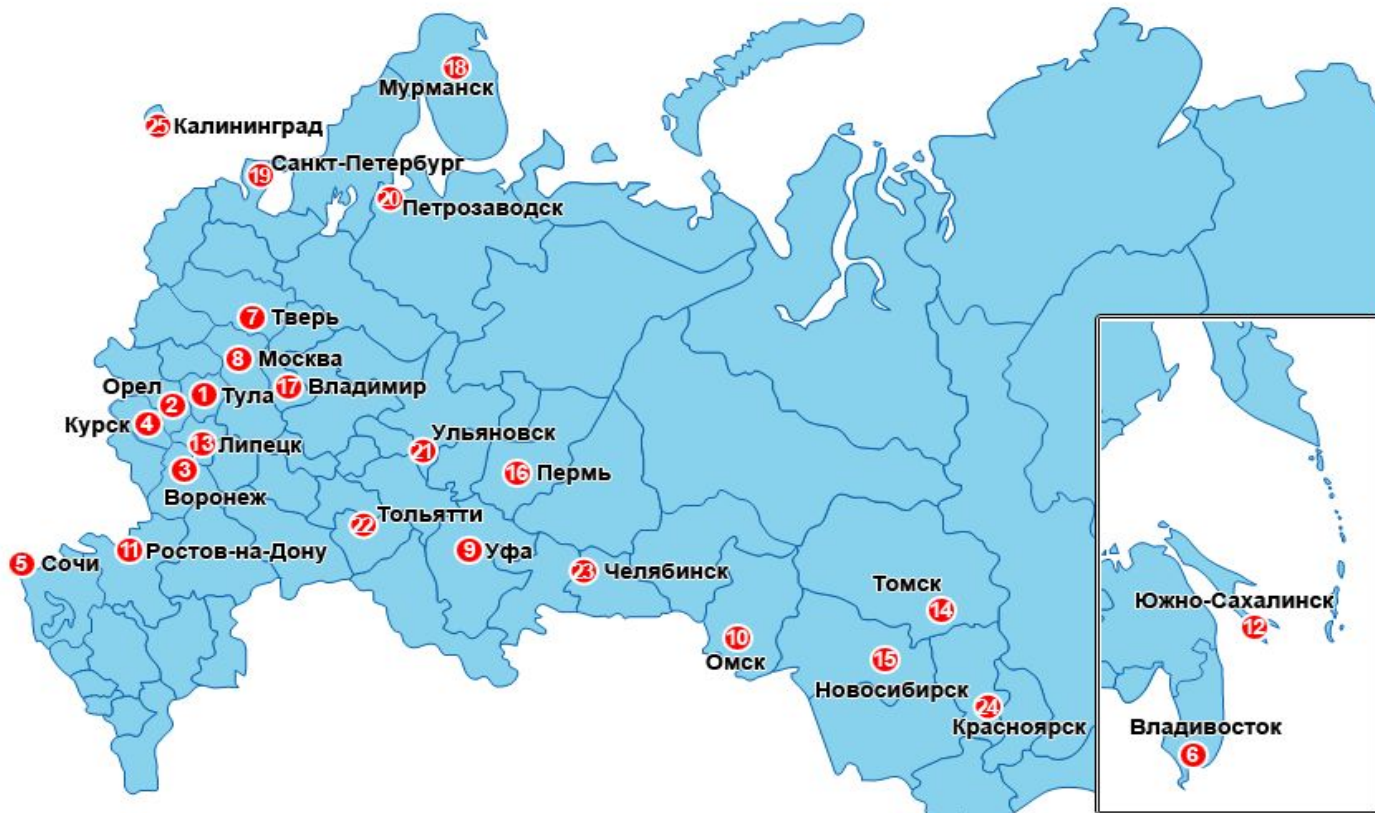 18
Мурманск
25 Калининград
19 Санкт-Петербург
20 Петрозаводск
7 Тверь
8 Москва
Орел
2
1 Тула
17 Владимир
Курск 4
13 Липецк
3
Воронеж
Ульяновск
21
16 Пермь
Тольятти
22
11 Ростов-на-Дону
5 Сочи
9 Уфа
23 Челябинск
Томск
14
10
Омск
15
Новосибирск
24
Красноярск
Южно-Сахалинск
12
Владивосток
6